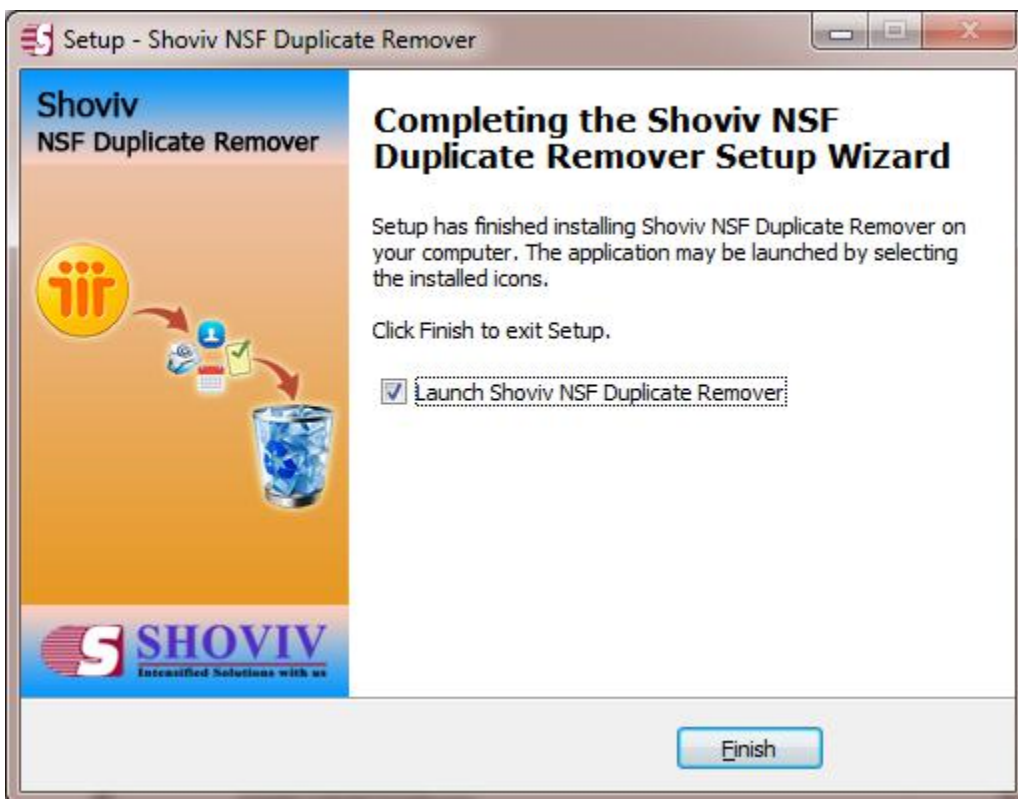 Setup - Shoviv NSF Duplicate Remover
Shoviv
NSF Duplicate Remover
Completing the Shoviv NSF
Duplicate Remover Setup Wizard
Setup has finished installing Shoviv NSF Duplicate Remover on
your computer. The application may be launched by selecting
the installed icons.
Click Finish to exit Setup.
Launch Shoviv NSF Duplicate Remover
S SHOVIV
Intensified Solutions with us
Finish